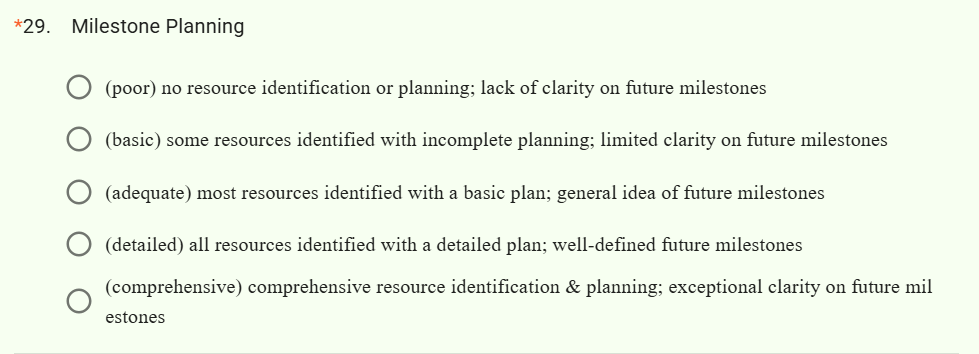 *29. Milestone Planning
(poor) no resource identification or planning; lack of clarity on future milestones
(basic) some resources identified with incomplete planning; limited clarity on future milestones
(adequate) most resources identified with a basic plan; general idea of future milestones
(detailed) all resources identified with a detailed plan; well-defined future milestones
(comprehensive) comprehensive resource identification & planning; exceptional clarity on future mil
estones